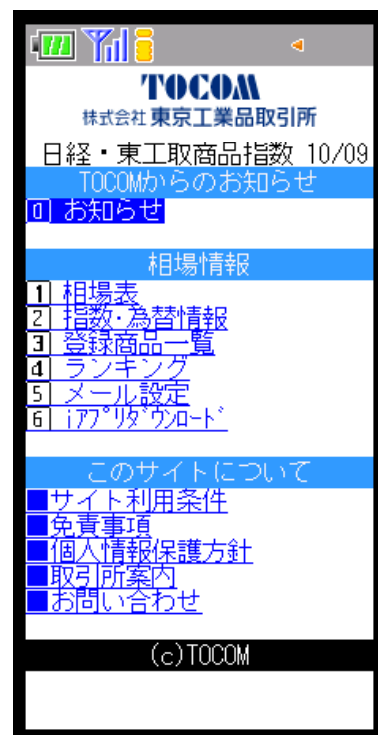 TOCOM
株式会社 東京工業品取引所
日経・東工取商品指数 10/09
TOCOMからのお知らせ
0 お知らせ
相場情報
1 相場表
2 指数・為替情報
3 登録商品一覧
4 ランキング
5 メール設定
6 iアプリダウンロード
このサイトについて
■サイト利用条件
■免責事項
■個人情報保護方針
■取引所案内
■お問い合わせ
(c)TOCOM